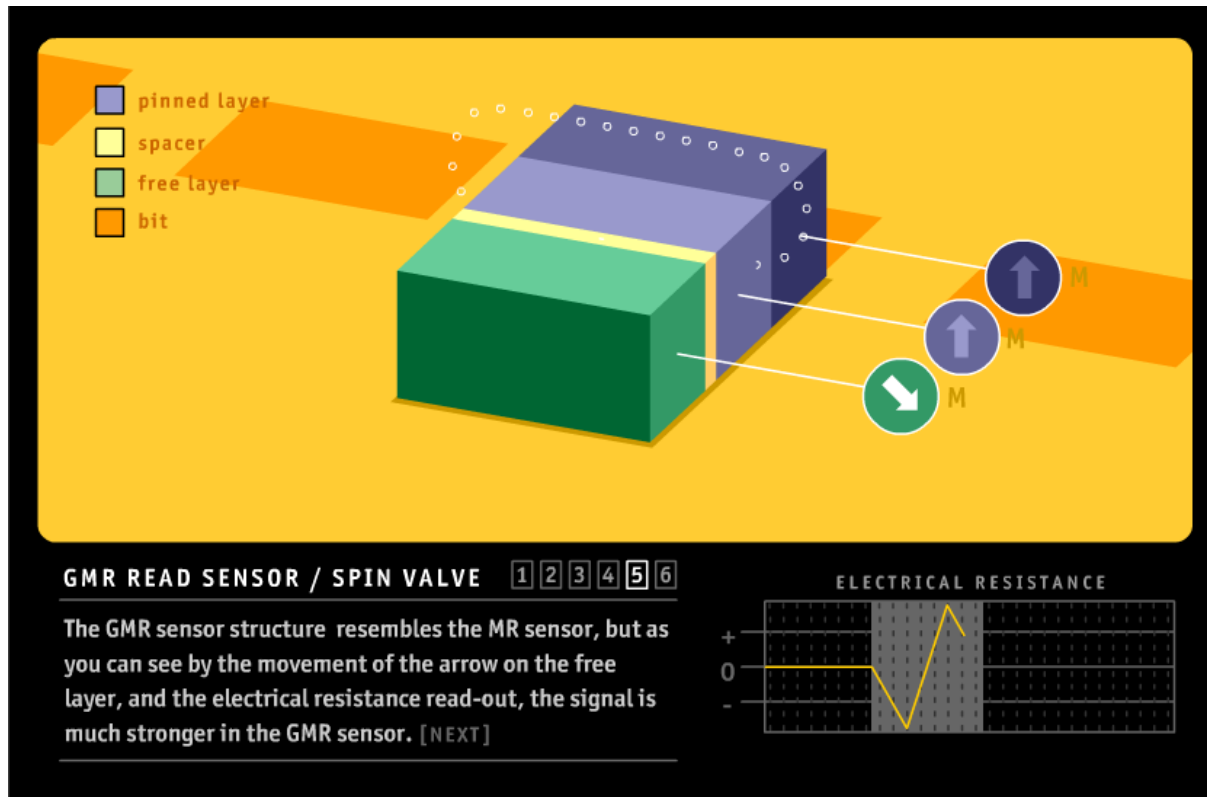 pinned layer
spacer
free layer
bit
M
M
M
GMR READ SENSOR / SPIN VALVE 1 2 3 4 5 6
The GMR sensor structure resembles the MR sensor, but as
you can see by the movement of the arrow on the free
layer, and the electrical resistance read-out, the signal is
much stronger in the GMR sensor. [NEXT]
ELECTRICAL RESISTANCE
+
0
-